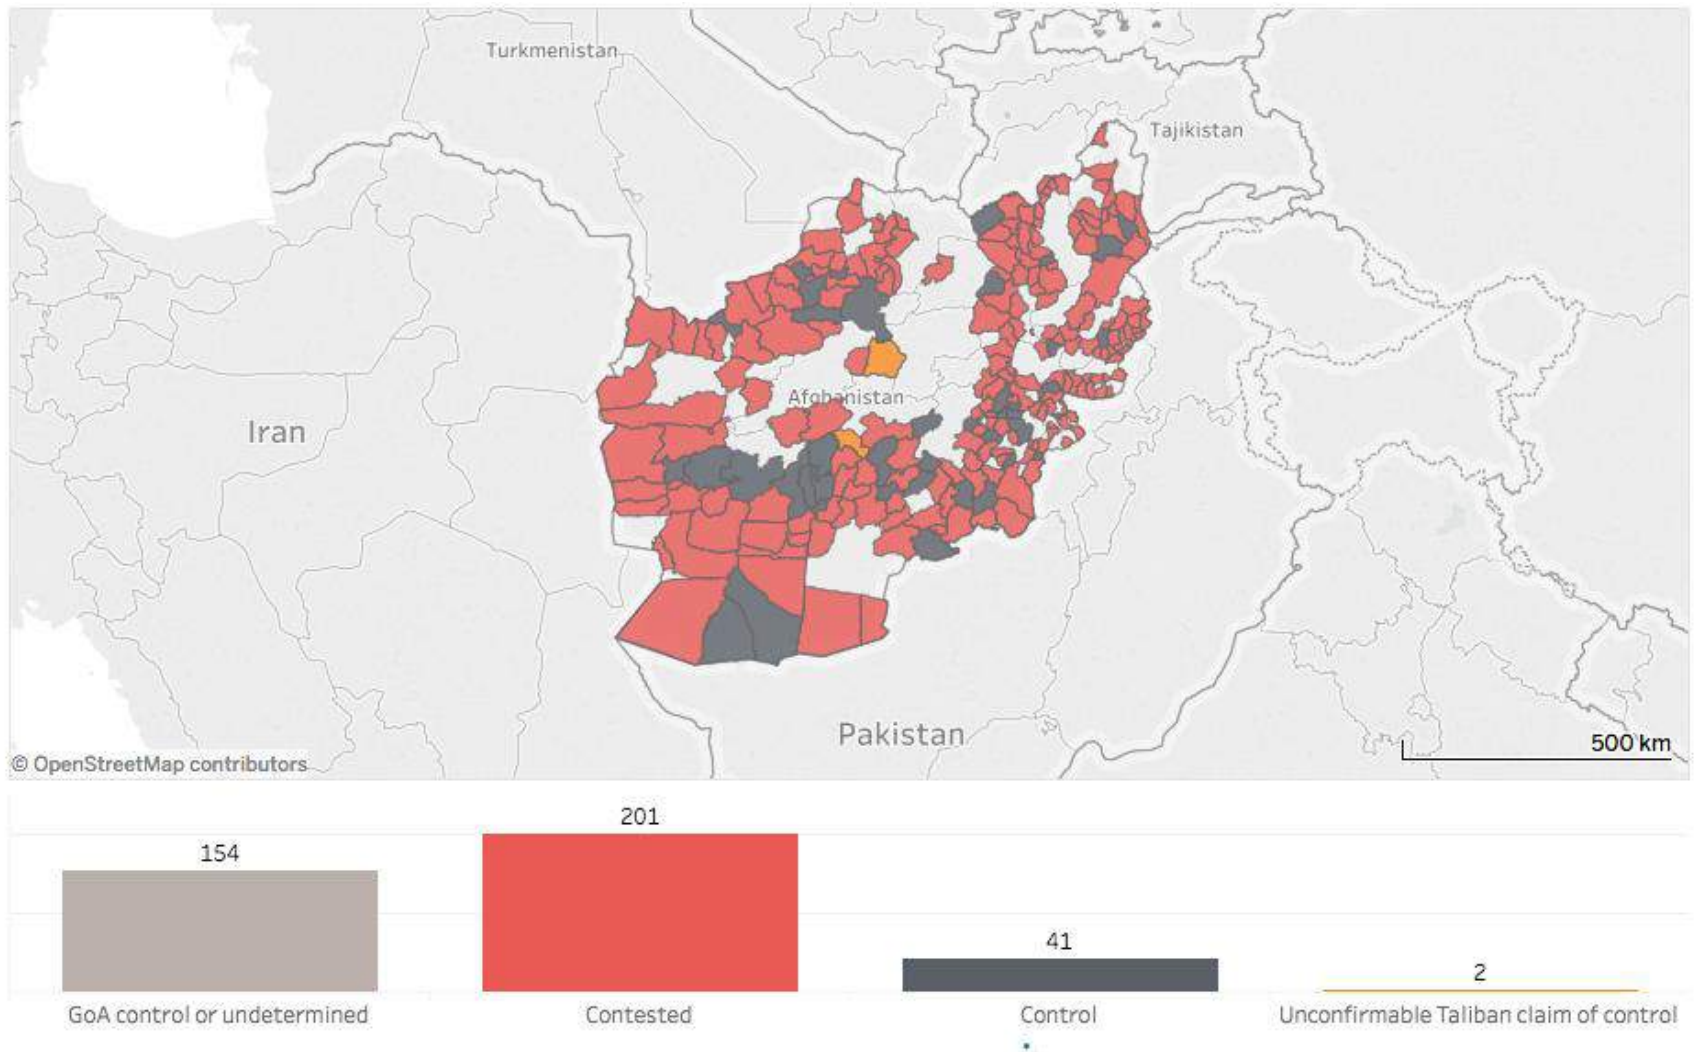 Turkmenistan
Tajikistan
Afghanistan
Iran
Pakistan
500 km
© OpenStreetMap contributors
201
154
41
2
GoA control or undetermined
Contested
Control
Unconfirmable Taliban claim of control